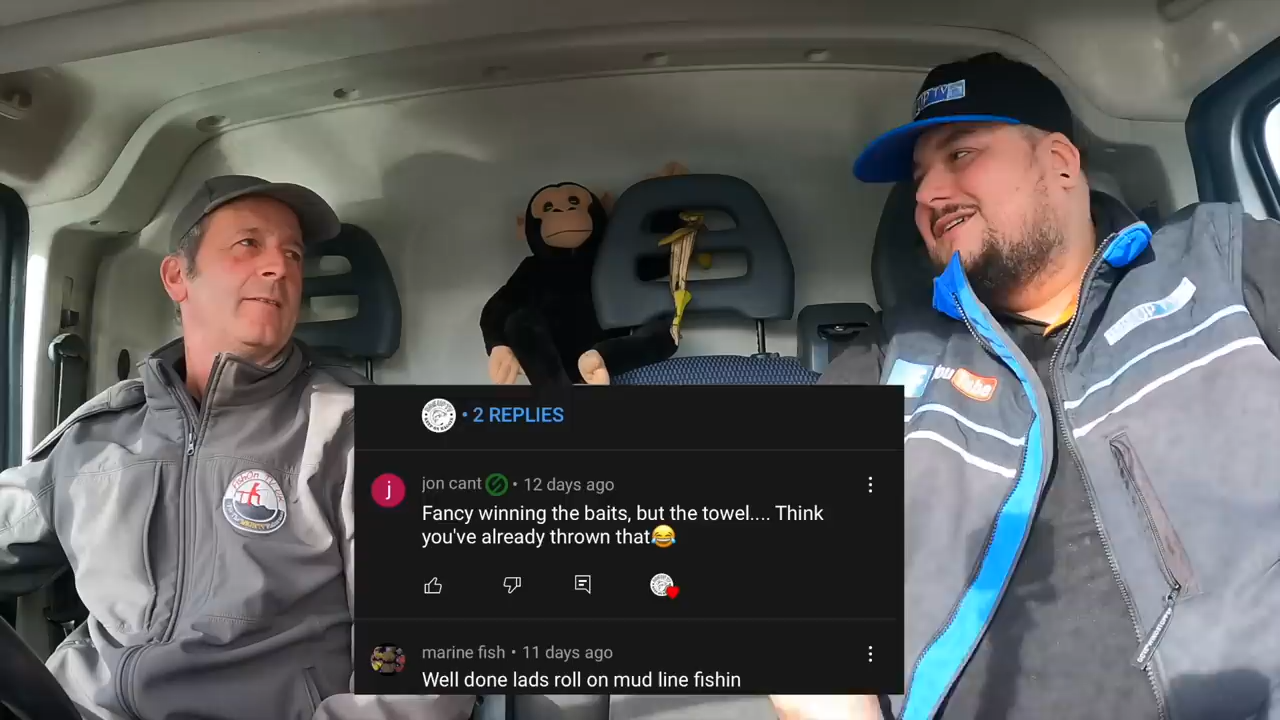 • 2 REPLIES
jon cant • 12 days ago
Fancy winning the baits, but the towel.... Think
you've already thrown that😂
marine fish • 11 days ago
Well done lads roll on mud line fishin